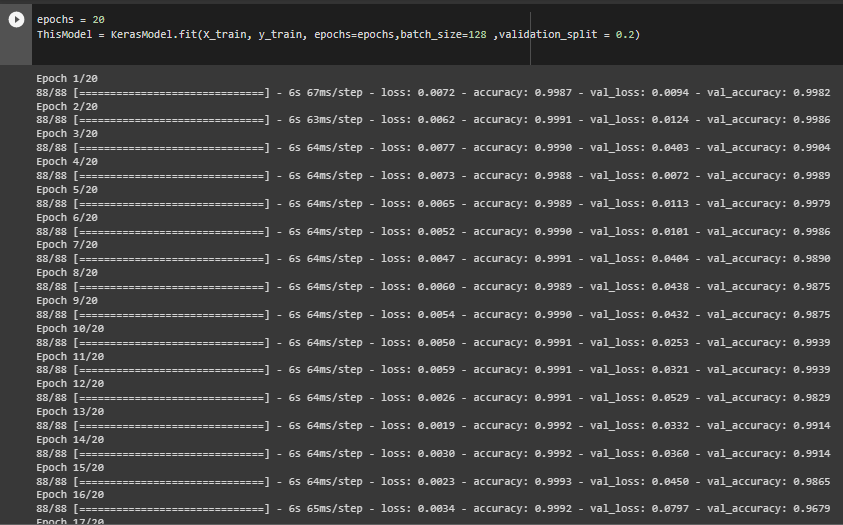 epochs = 20
ThisModel = KerasModel.fit(X_train, y_train, epochs=epochs,batch_size=128 ,validation_split = 0.2)
Epoch 1/20
88/88 [==============================] - 6s 67ms/step - loss: 0.0072 - accuracy: 0.9987 - val_loss: 0.0094 - val_accuracy: 0.9982
Epoch 2/20
88/88 [==============================] - 6s 63ms/step - loss: 0.0062 - accuracy: 0.9991 - val_loss: 0.0124 - val_accuracy: 0.9986
Epoch 3/20
88/88 [==============================] - 6s 64ms/step - loss: 0.0077 - accuracy: 0.9990 - val_loss: 0.0403 - val_accuracy: 0.9904
Epoch 4/20
88/88 [==============================] - 6s 64ms/step - loss: 0.0073 - accuracy: 0.9988 - val_loss: 0.0072 - val_accuracy: 0.9989
Epoch 5/20
88/88 [==============================] - 6s 64ms/step - loss: 0.0065 - accuracy: 0.9989 - val_loss: 0.0113 - val_accuracy: 0.9979
Epoch 6/20
88/88 [==============================] - 6s 64ms/step - loss: 0.0052 - accuracy: 0.9990 - val_loss: 0.0101 - val_accuracy: 0.9986
Epoch 7/20
88/88 [==============================] - 6s 64ms/step - loss: 0.0047 - accuracy: 0.9991 - val_loss: 0.0404 - val_accuracy: 0.9890
Epoch 8/20
88/88 [==============================] - 6s 64ms/step - loss: 0.0060 - accuracy: 0.9989 - val_loss: 0.0438 - val_accuracy: 0.9875
Epoch 9/20
88/88 [==============================] - 6s 64ms/step - loss: 0.0054 - accuracy: 0.9990 - val_loss: 0.0432 - val_accuracy: 0.9875
Epoch 10/20
88/88 [==============================] - 6s 64ms/step - loss: 0.0050 - accuracy: 0.9991 - val_loss: 0.0253 - val_accuracy: 0.9939
Epoch 11/20
88/88 [==============================] - 6s 64ms/step - loss: 0.0059 - accuracy: 0.9991 - val_loss: 0.0321 - val_accuracy: 0.9939
Epoch 12/20
88/88 [==============================] - 6s 64ms/step - loss: 0.0026 - accuracy: 0.9991 - val_loss: 0.0529 - val_accuracy: 0.9829
Epoch 13/20
88/88 [==============================] - 6s 64ms/step - loss: 0.0019 - accuracy: 0.9992 - val_loss: 0.0332 - val_accuracy: 0.9914
Epoch 14/20
88/88 [==============================] - 6s 64ms/step - loss: 0.0030 - accuracy: 0.9992 - val_loss: 0.0360 - val_accuracy: 0.9914
Epoch 15/20
88/88 [==============================] - 6s 64ms/step - loss: 0.0023 - accuracy: 0.9993 - val_loss: 0.0450 - val_accuracy: 0.9865
Epoch 16/20
88/88 [==============================] - 6s 65ms/step - loss: 0.0034 - accuracy: 0.9992 - val_loss: 0.0797 - val_accuracy: 0.9679
Epoch 17/20